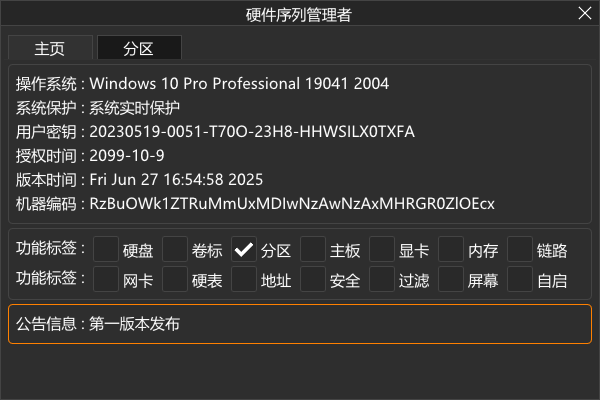 硬件序列管理者
主页 分区
操作系统 : Windows 10 Pro Professional 19041 2004
系统保护 : 系统实时保护
用户密钥 : 20230519-0051-T70O-23H8-HHWSILX0TXFA
授权时间 : 2099-10-9
版本时间 : Fri Jun 27 16:54:58 2025
机器编码 : RzBuOWk1ZTRuMmUxMDIwNzAwNzAxMHRGR0ZlOEcx
功能标签 : 硬盘 卷标 分区 主板 显卡 内存 链路
功能标签 : 网卡 硬表 地址 安全 过滤 屏幕 自启
公告信息 : 第一版本发布